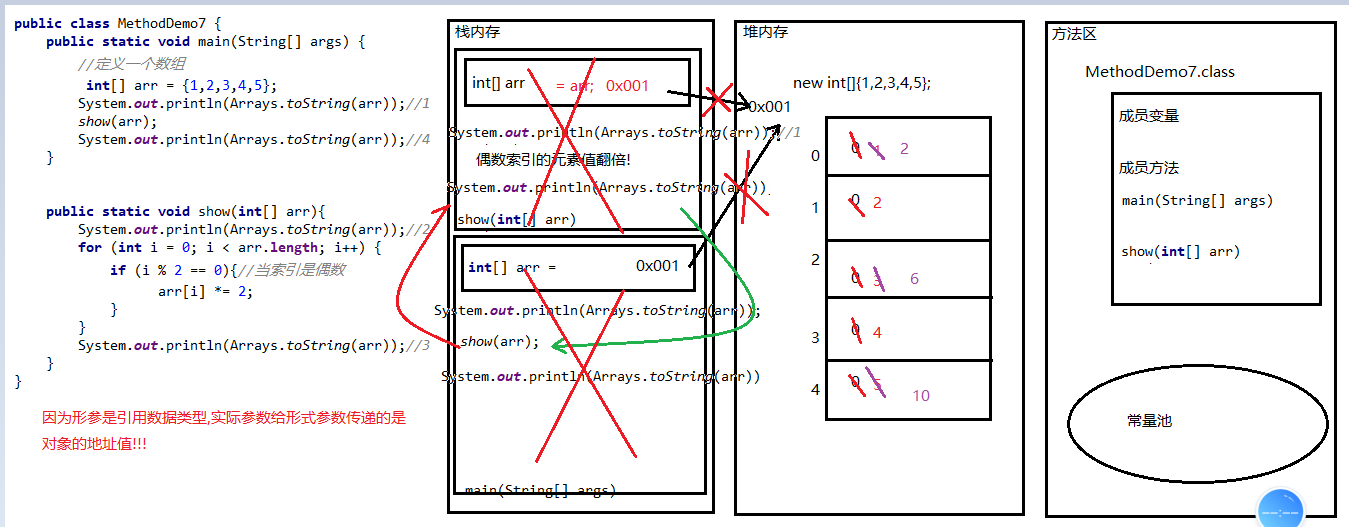 public class MethodDemo7 {
public static void main(String[] args) {
//定义一个数组
int[] arr = {1,2,3,4,5};
System.out.println(Arrays.toString(arr));//1
show(arr);
System.out.println(Arrays.toString(arr));//4
}
public static void show(int[] arr){
System.out.println(Arrays.toString(arr));//2
for (int i = 0; i < arr.length; i++) {
if (i % 2 == 0){//当索引是偶数
arr[i] *= 2;
}
}
System.out.println(Arrays.toString(arr));//3
}
}
因为形参是引用数据类型,实际参数给形式参数传递的是
对象的地址值!!!
栈内存
int[] arr = arr; 0x001
System.out.println(Arrays.toString(arr));//1
偶数索引的元素值翻倍!
System.out.println(Arrays.toString(arr))
show(int[] arr)
int[] arr = 0x001
System.out.println(Arrays.toString(arr));
show(arr);
System.out.println(Arrays.toString(arr))
main(String[] args)
堆内存
new int[]{1,2,3,4,5};
0x001
0 0 1 2
1 0 2
2 0 3 6
3 0 4
4 0 5 10
方法区
MethodDemo7.class
成员变量
成员方法
main(String[] args)
show(int[] arr)
常量池